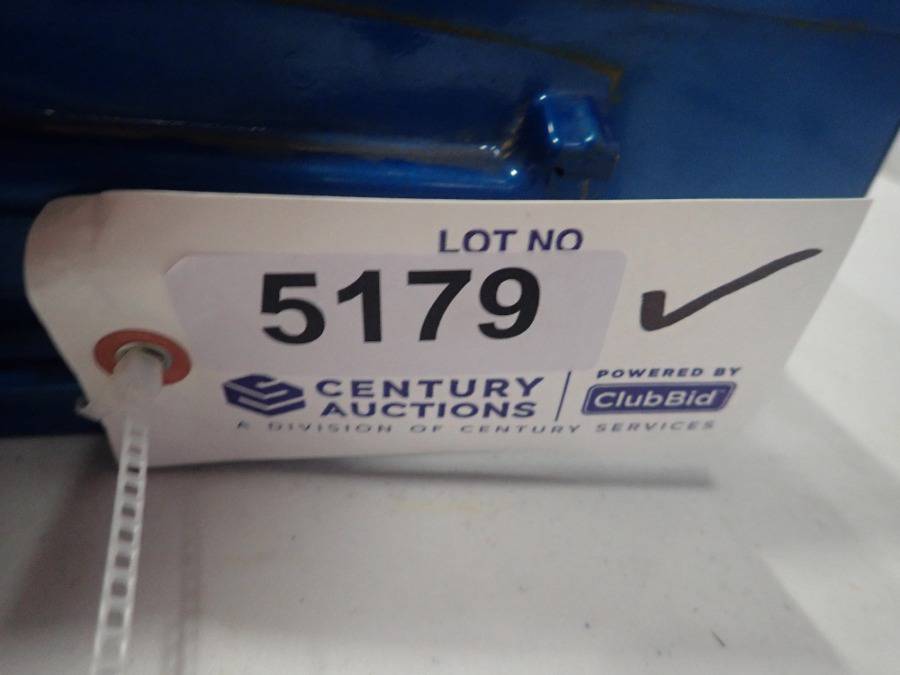 LOT NO
5179
CENTURY
AUCTIONS
POWERED BY
ClubBid
A DIVISION OF CENTURY SERVICES